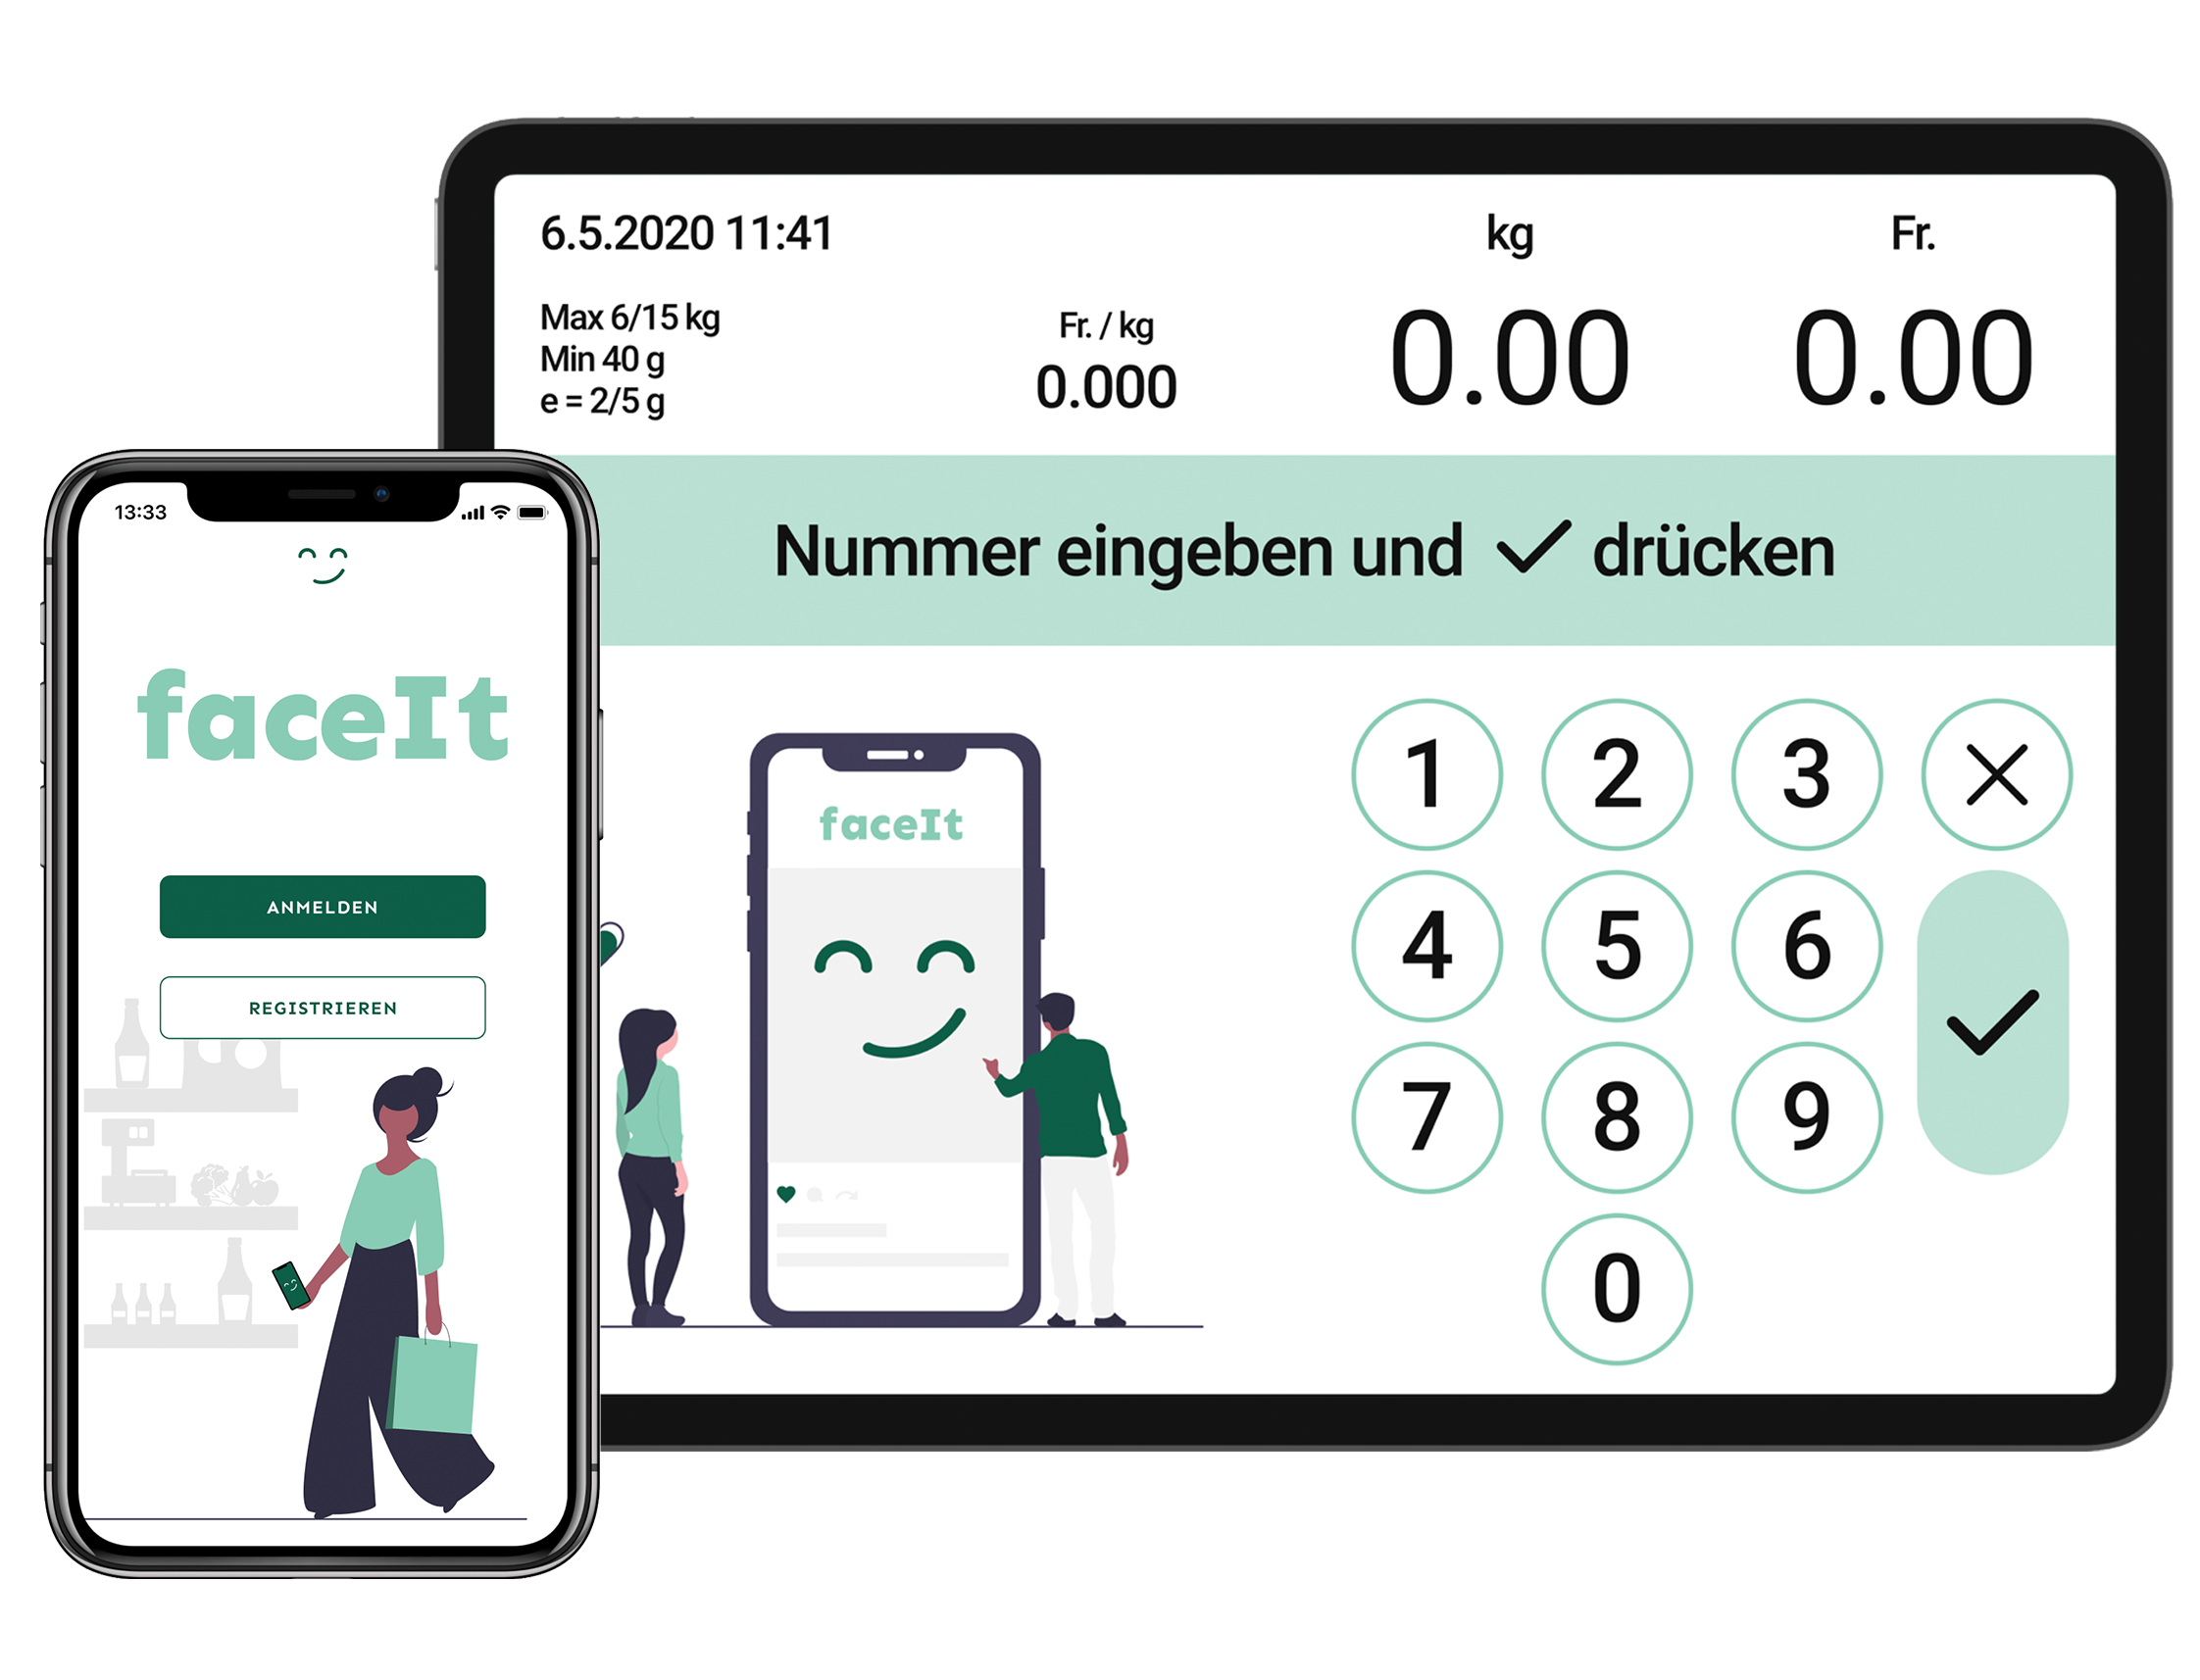 6.5.2020 11:41
kg
Fr.
Max 6/15 kg
Min 40 g
e = 2/5 g
Fr. / kg
0.000
0.00
0.00
Nummer eingeben und ✓ drücken
faceIt
1 2 3 ✕
4 5 6 ✓
7 8 9
0
13:33
faceIt
ANMELDEN
REGISTRIEREN